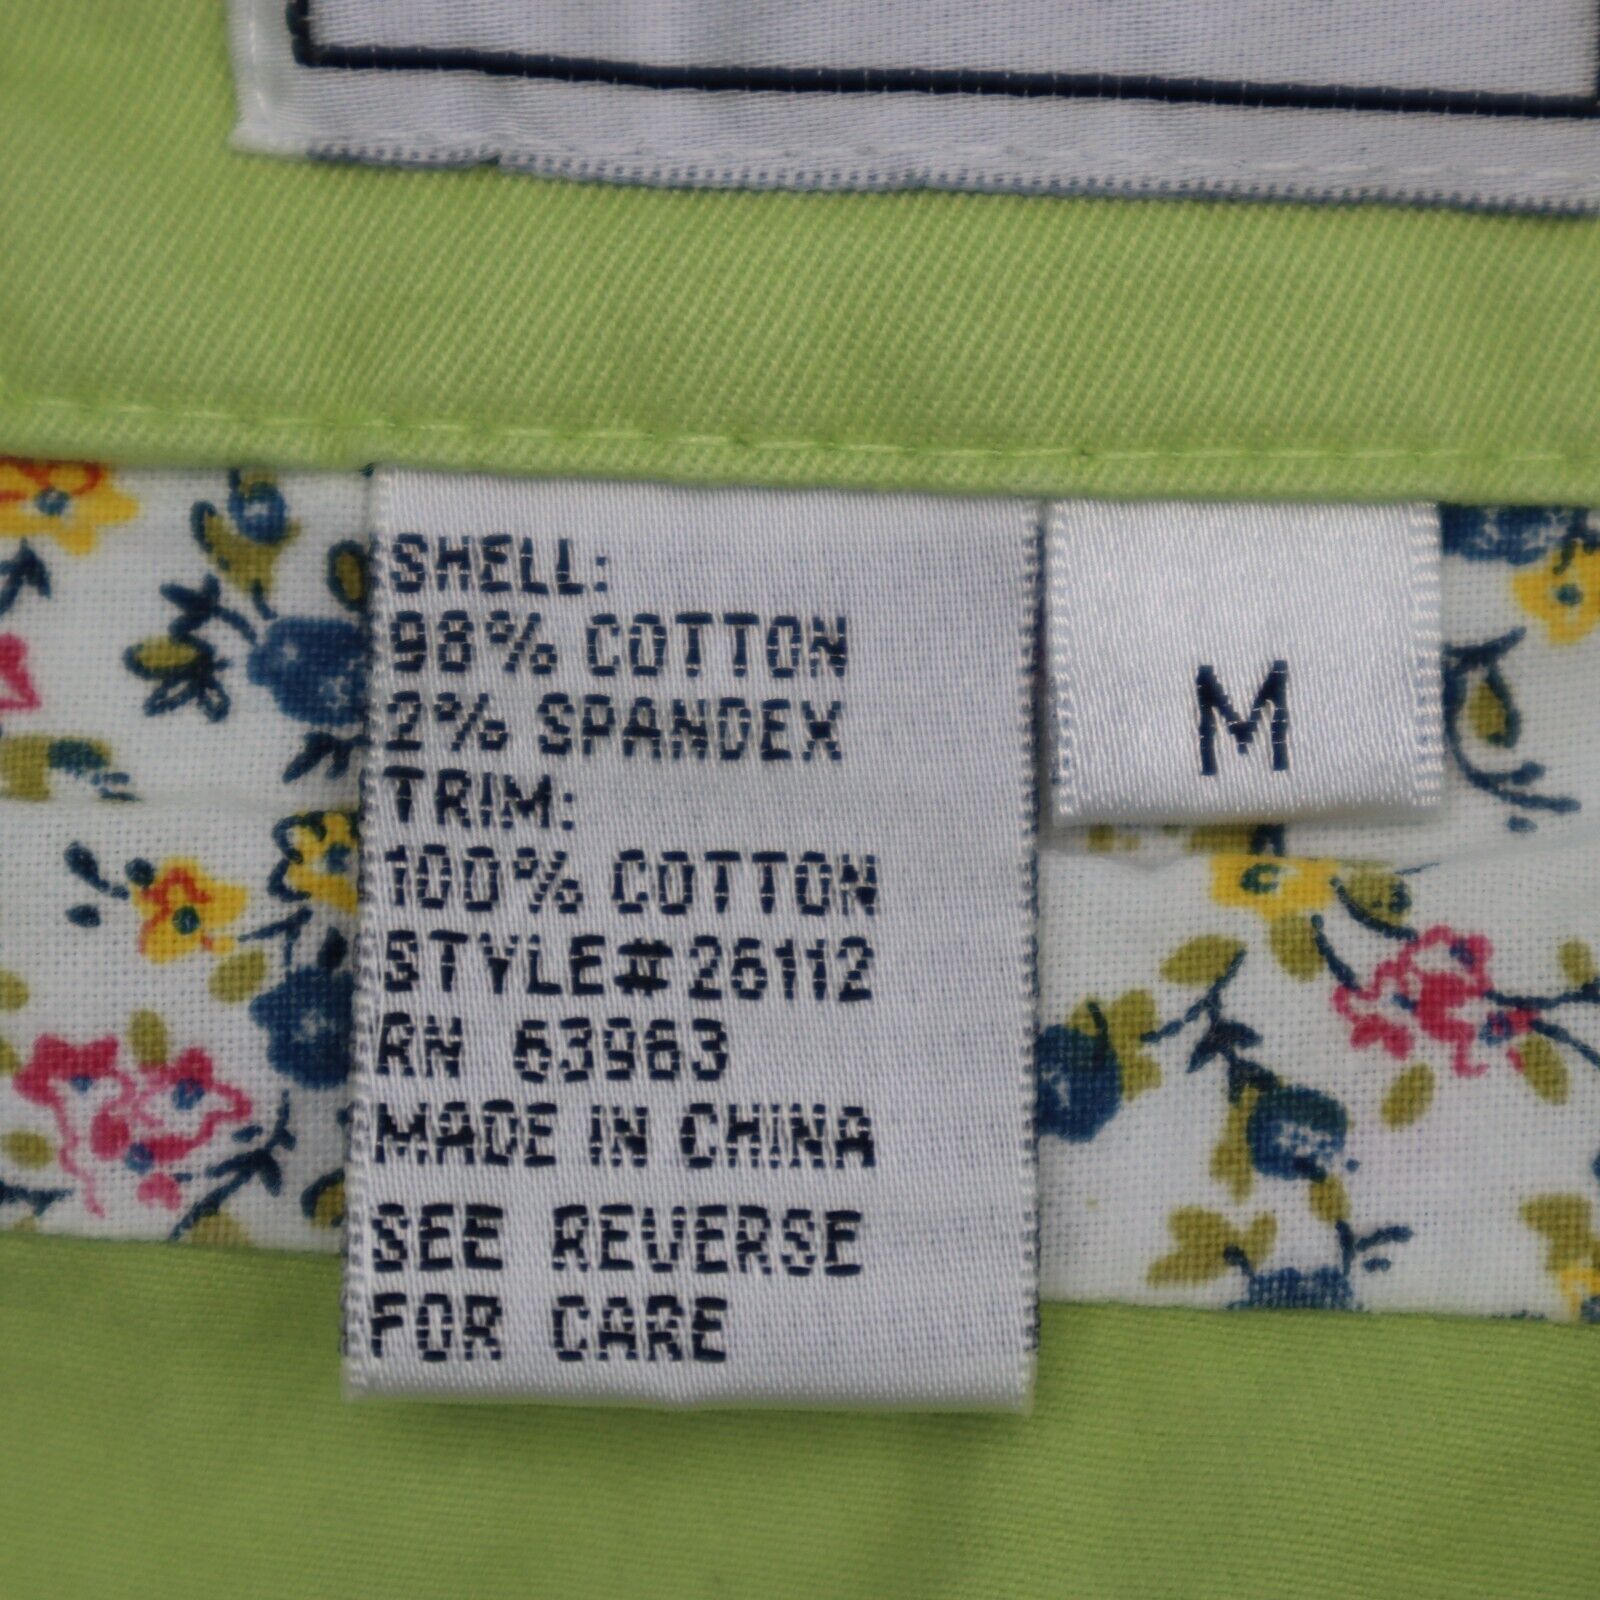 SHELL:
98% COTTON
2% SPANDEX
TRIM:
100% COTTON
STYLE#26112
RN 63963
MADE IN CHINA
SEE REVERSE
FOR CARE
M